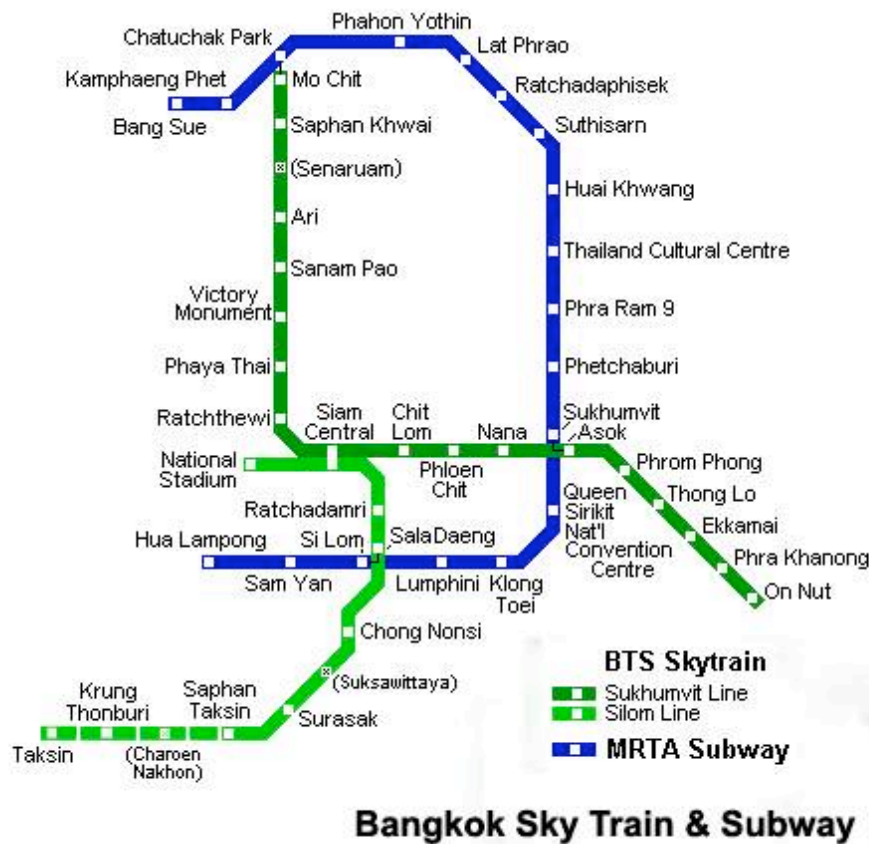 Phahon Yothin
Chatuchak Park
Lat Phrao
Kamphaeng Phet
Mo Chit
Ratchadaphisek
Bang Sue
Saphan Khwai
Suthisarn
(Senaruam)
Huai Khwang
Ari
Thailand Cultural Centre
Sanam Pao
Victory
Monument
Phra Ram 9
Phaya Thai
Phetchaburi
Ratchthewi
Siam
Central
Chit
Lom
Nana
Sukhumvit
Asok
National
Stadium
Phloen
Chit
Phrom Phong
Ratchadamri
Queen
Sirikit
Nat'l
Convention
Centre
Thong Lo
Hua Lampong
Si Lom
SalaDaeng
Ekkamai
Sam Yan
Lumphini
Klong
Toei
Phra Khanong
On Nut
Chong Nonsi
(Suksawittaya)
Krung
Thonburi
Saphan
Taksin
Surasak
Taksin
(Charoen
Nakhon)
BTS Skytrain
Sukhumvit Line
Silom Line
MRTA Subway
Bangkok Sky Train & Subway